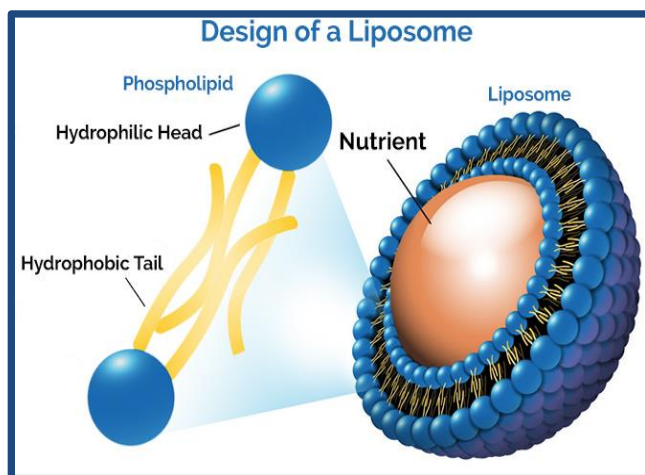 Design of a Liposome
Phospholipid
Liposome
Hydrophilic Head
Nutrient
Hydrophobic Tail